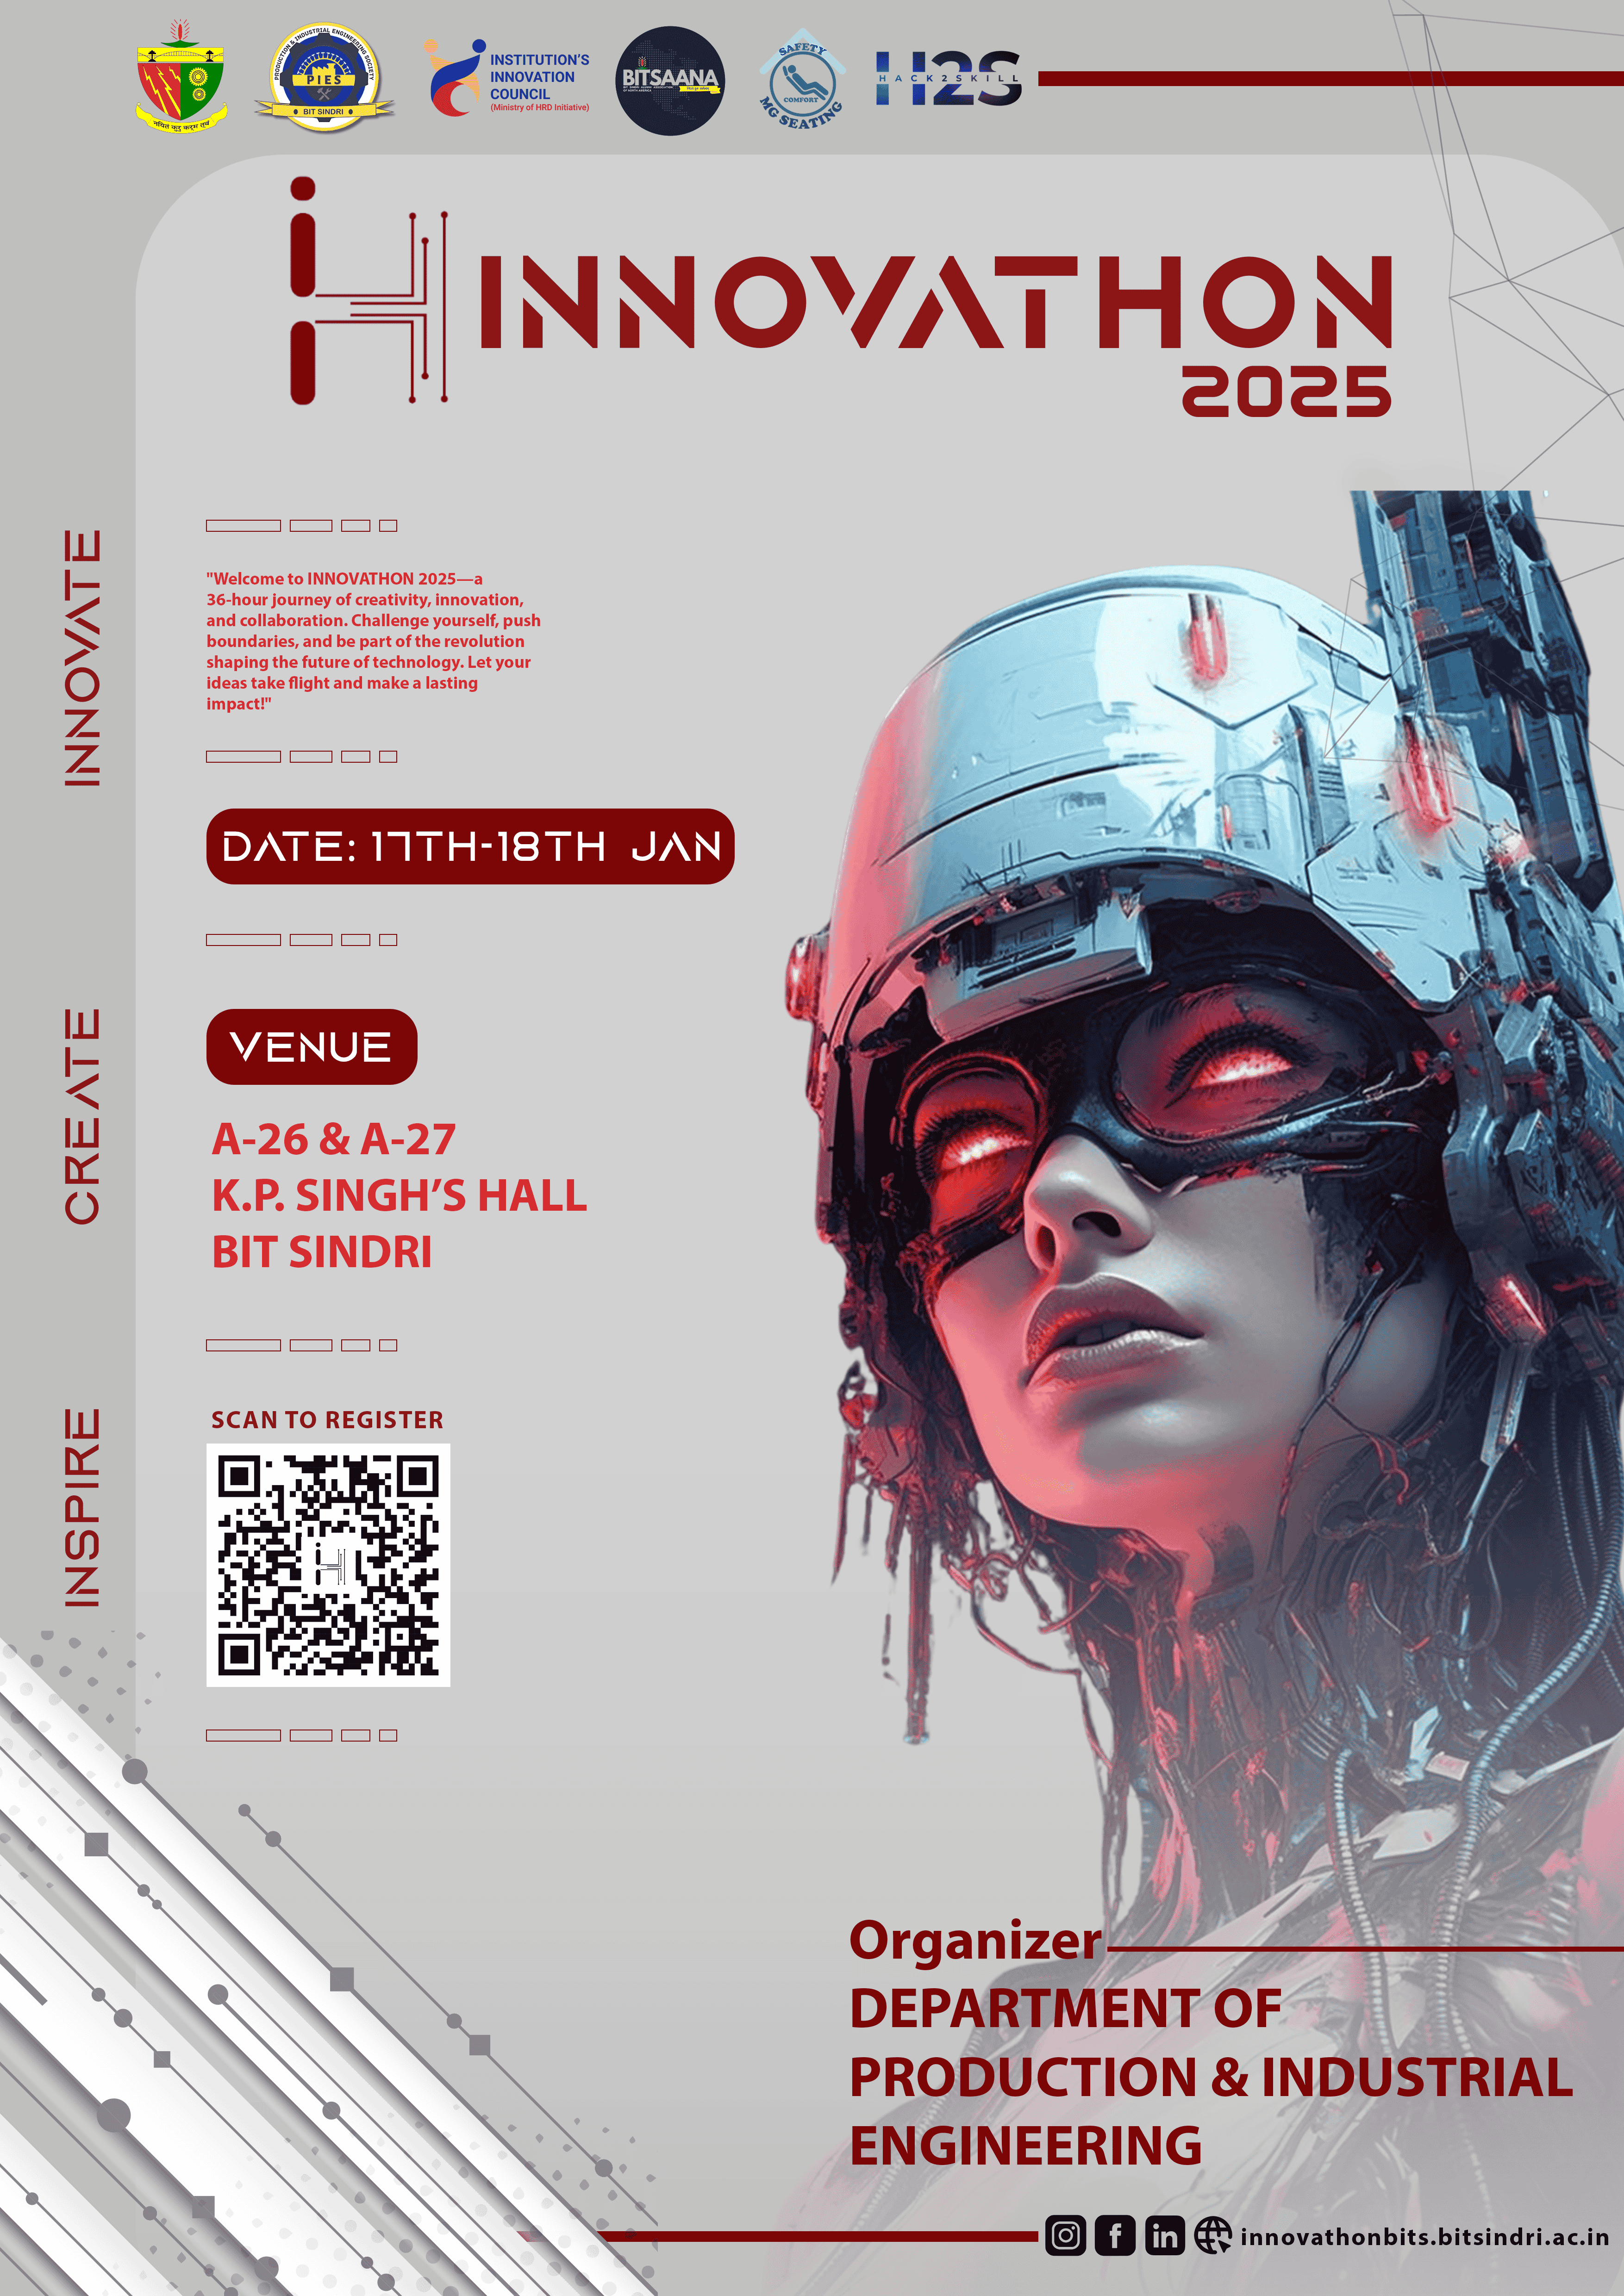 PRODUCTION & INDUSTRIAL ENGINEERING SOCIETY
PIES
BIT SINDRI
INSTITUTION'S
INNOVATION
COUNCIL
(Ministry of HRD Initiative)
BITSAANA
SAFETY
COMFORT
MG SEATING
H2S
HACK2SKILL
INNOVATHON
2025
INNOVATE
CREATE
INSPIRE
"Welcome to INNOVATHON 2025—a
36-hour journey of creativity, innovation,
and collaboration. Challenge yourself, push
boundaries, and be part of the revolution
shaping the future of technology. Let your
ideas take flight and make a lasting
impact!"
DATE: 17TH-18TH JAN
VENUE
A-26 & A-27
K.P. SINGH’S HALL
BIT SINDRI
SCAN TO REGISTER
Organizer
DEPARTMENT OF
PRODUCTION & INDUSTRIAL
ENGINEERING
innovathonbits.bitsindri.ac.in